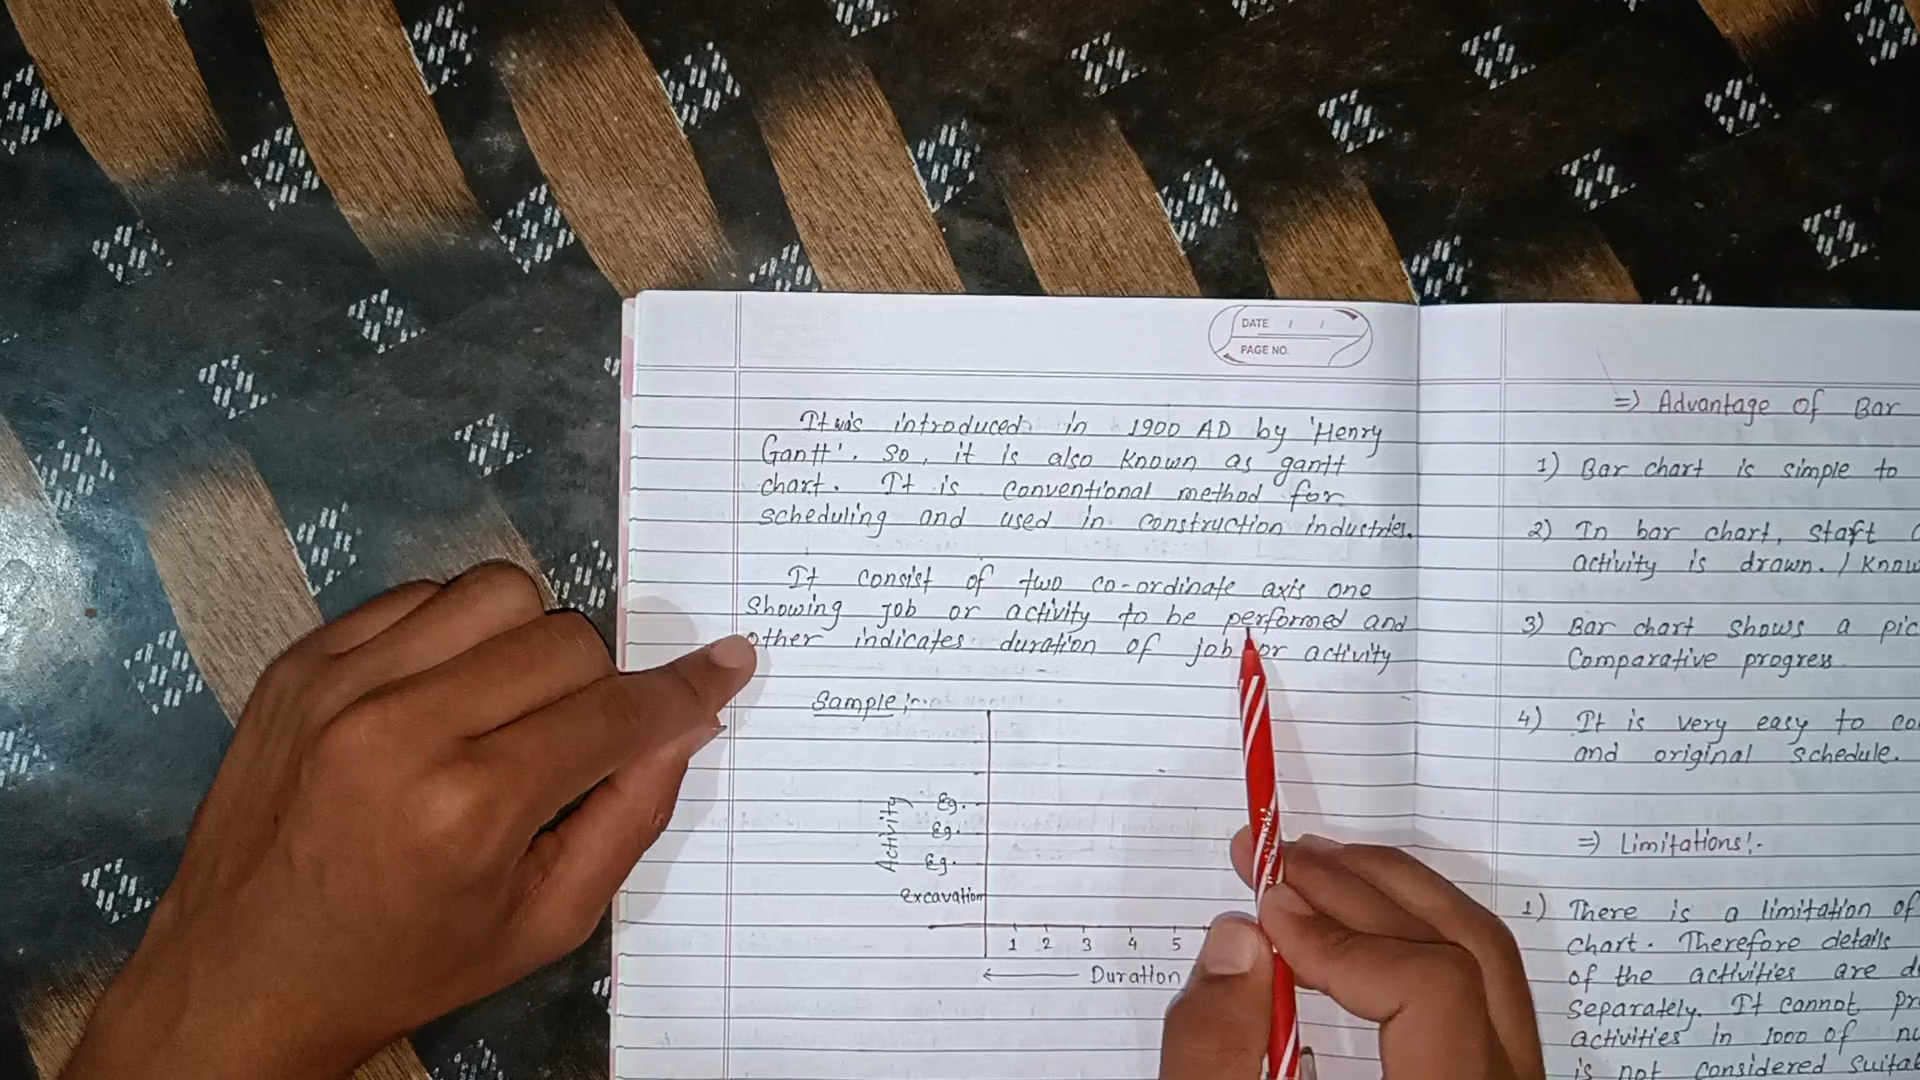 DATE / /
PAGE NO.
It was introduced in 1900 AD by 'Henry
Gantt'. So, it is also known as gantt
chart. It is conventional method for
scheduling and used in construction industries.
It consist of two co-ordinate axis one
showing job or activity to be performed and
other indicates duration of job or activity
Sample:-
Activity
Eg.
Eg.
Eg.
Excavation
1 2 3 4 5
Duration
=) Advantage of Bar
1) Bar chart is simple to
2) In bar chart, start
activity is drawn. / Know
3) Bar chart shows a pic
Comparative progress
4) It is very easy to co
and original schedule.
=) Limitations:-
1) There is a limitation of
chart. Therefore details
of the activities are d
separately. It cannot pr
activities in 1000 of nu
is not considered suita